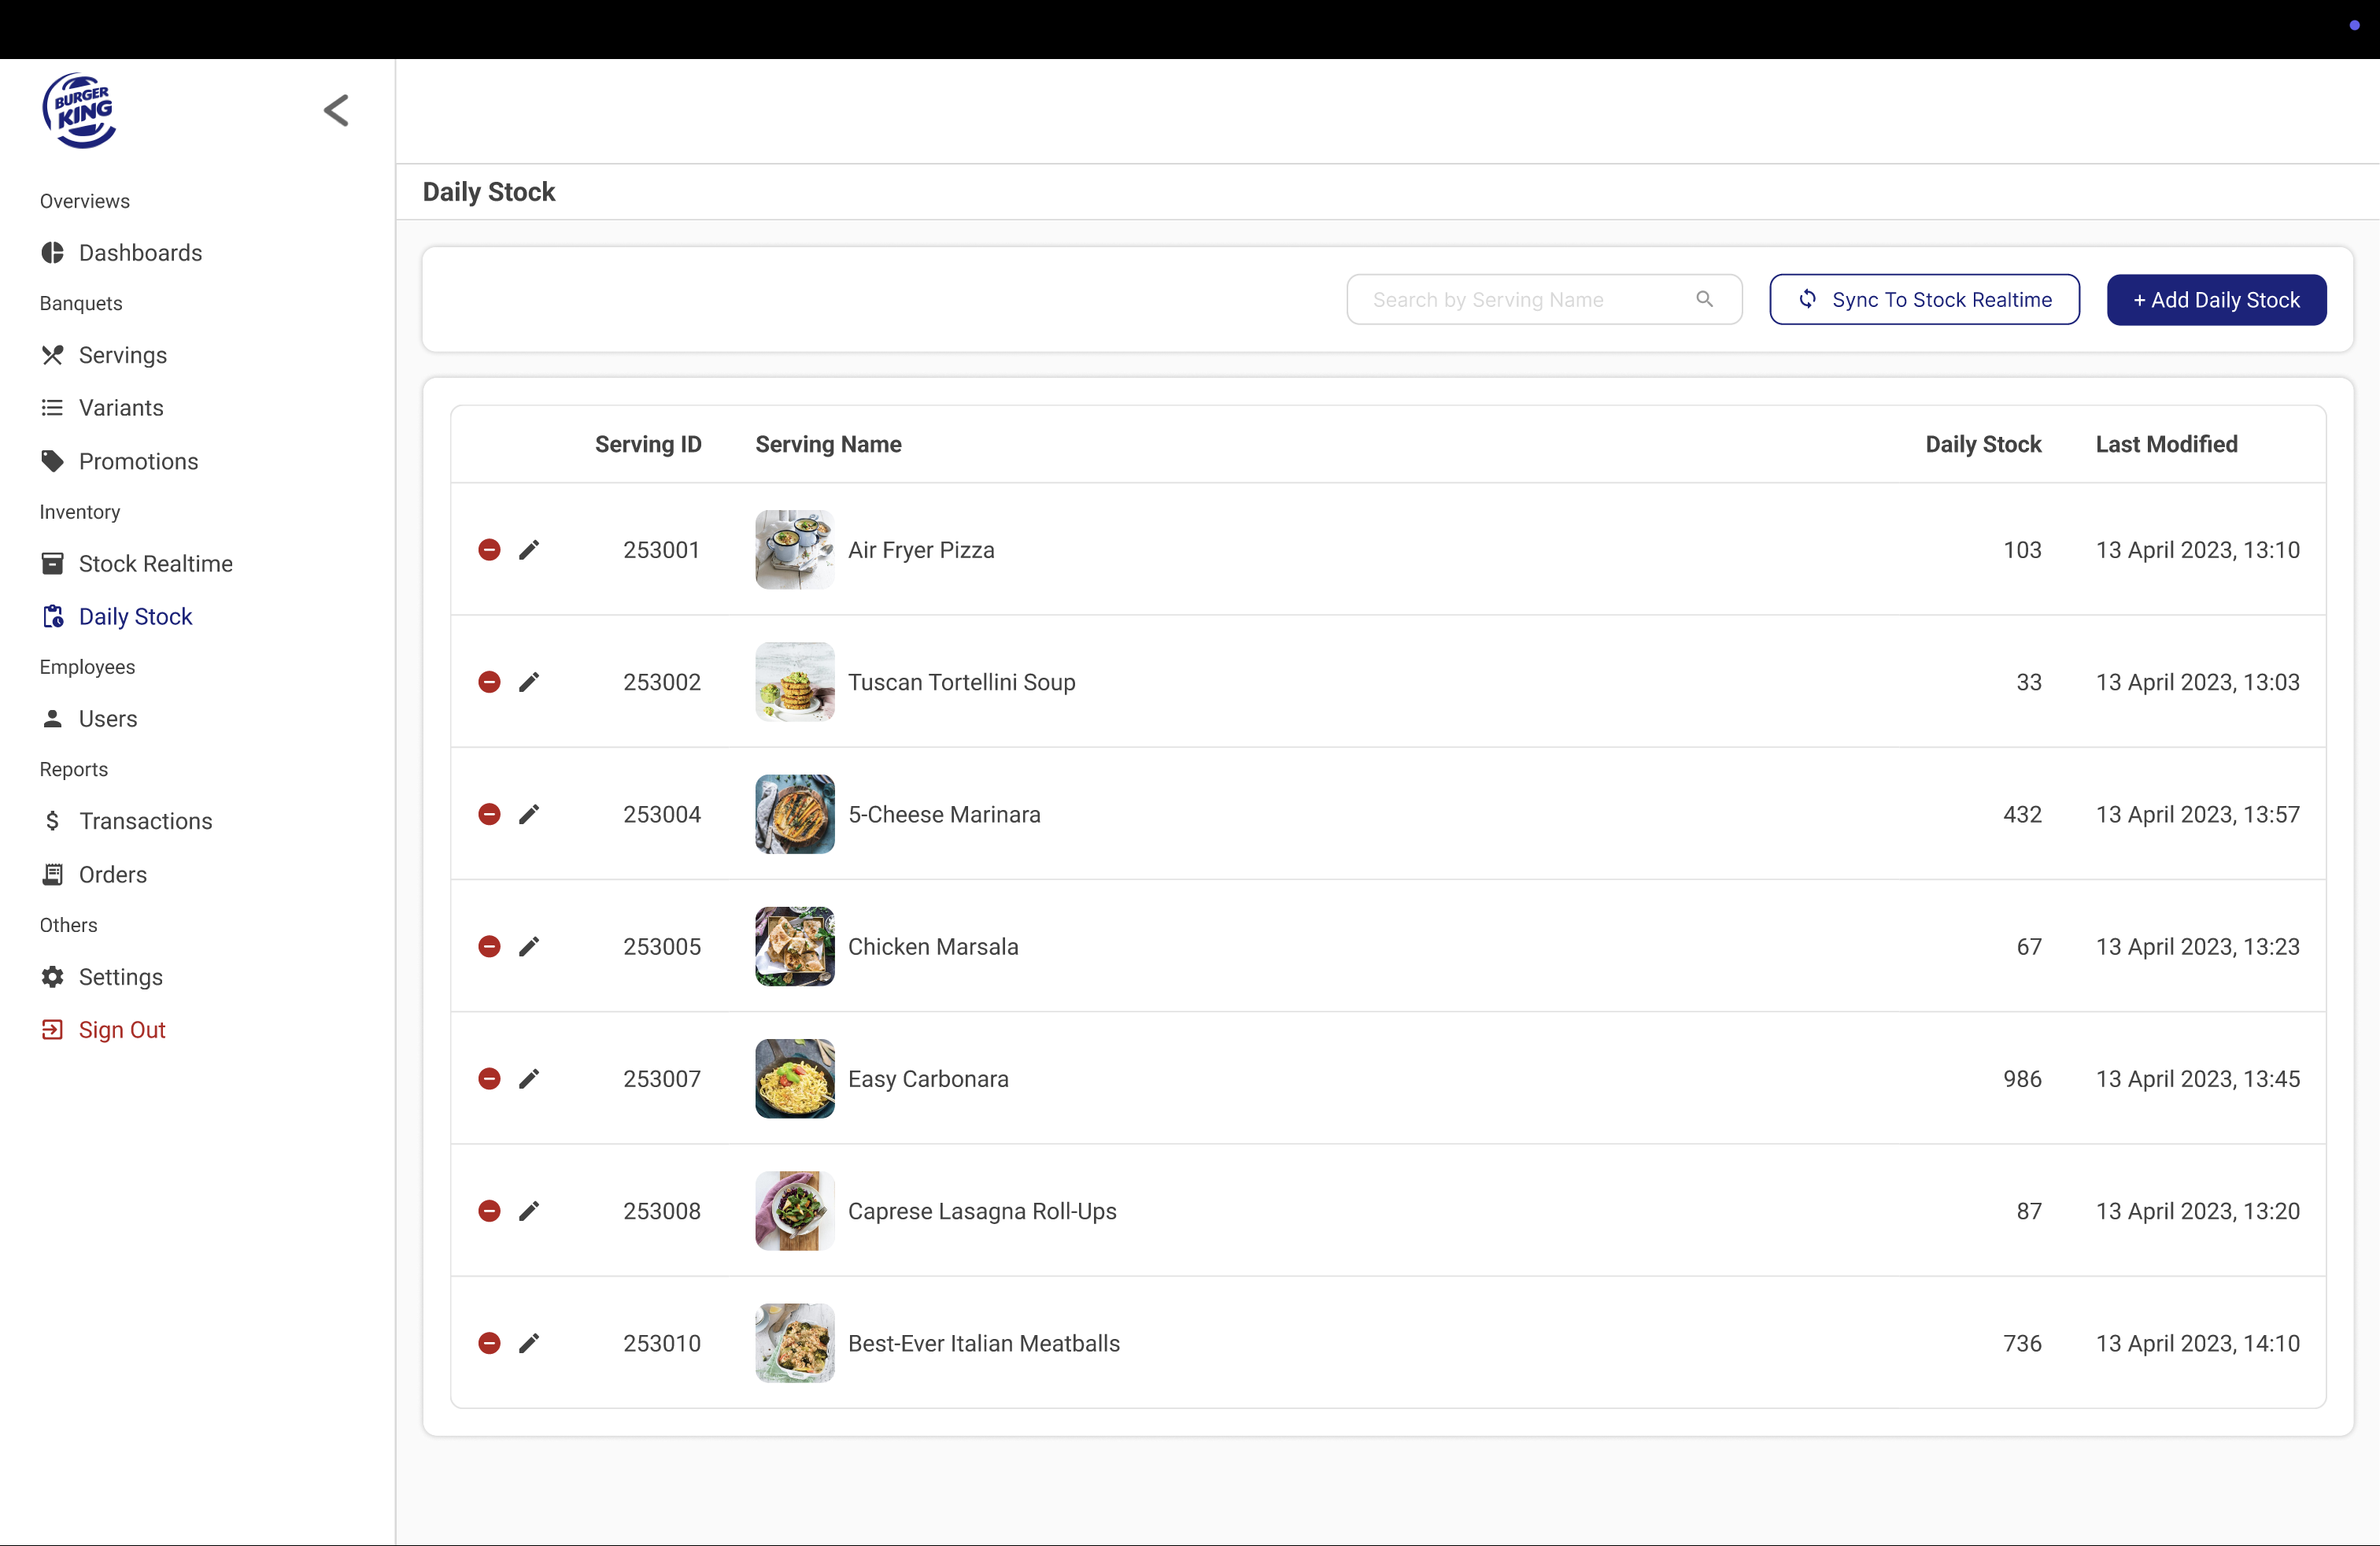 BURGER
KING
Overviews
Dashboards
Banquets
Servings
Variants
Promotions
Inventory
Stock Realtime
Daily Stock
Employees
Users
Reports
Transactions
Orders
Others
Settings
Sign Out
Daily Stock
Search by Serving Name
Sync To Stock Realtime
+ Add Daily Stock
Serving ID Serving Name Daily Stock Last Modified
253001 Air Fryer Pizza 103 13 April 2023, 13:10
253002 Tuscan Tortellini Soup 33 13 April 2023, 13:03
253004 5-Cheese Marinara 432 13 April 2023, 13:57
253005 Chicken Marsala 67 13 April 2023, 13:23
253007 Easy Carbonara 986 13 April 2023, 13:45
253008 Caprese Lasagna Roll-Ups 87 13 April 2023, 13:20
253010 Best-Ever Italian Meatballs 736 13 April 2023, 14:10